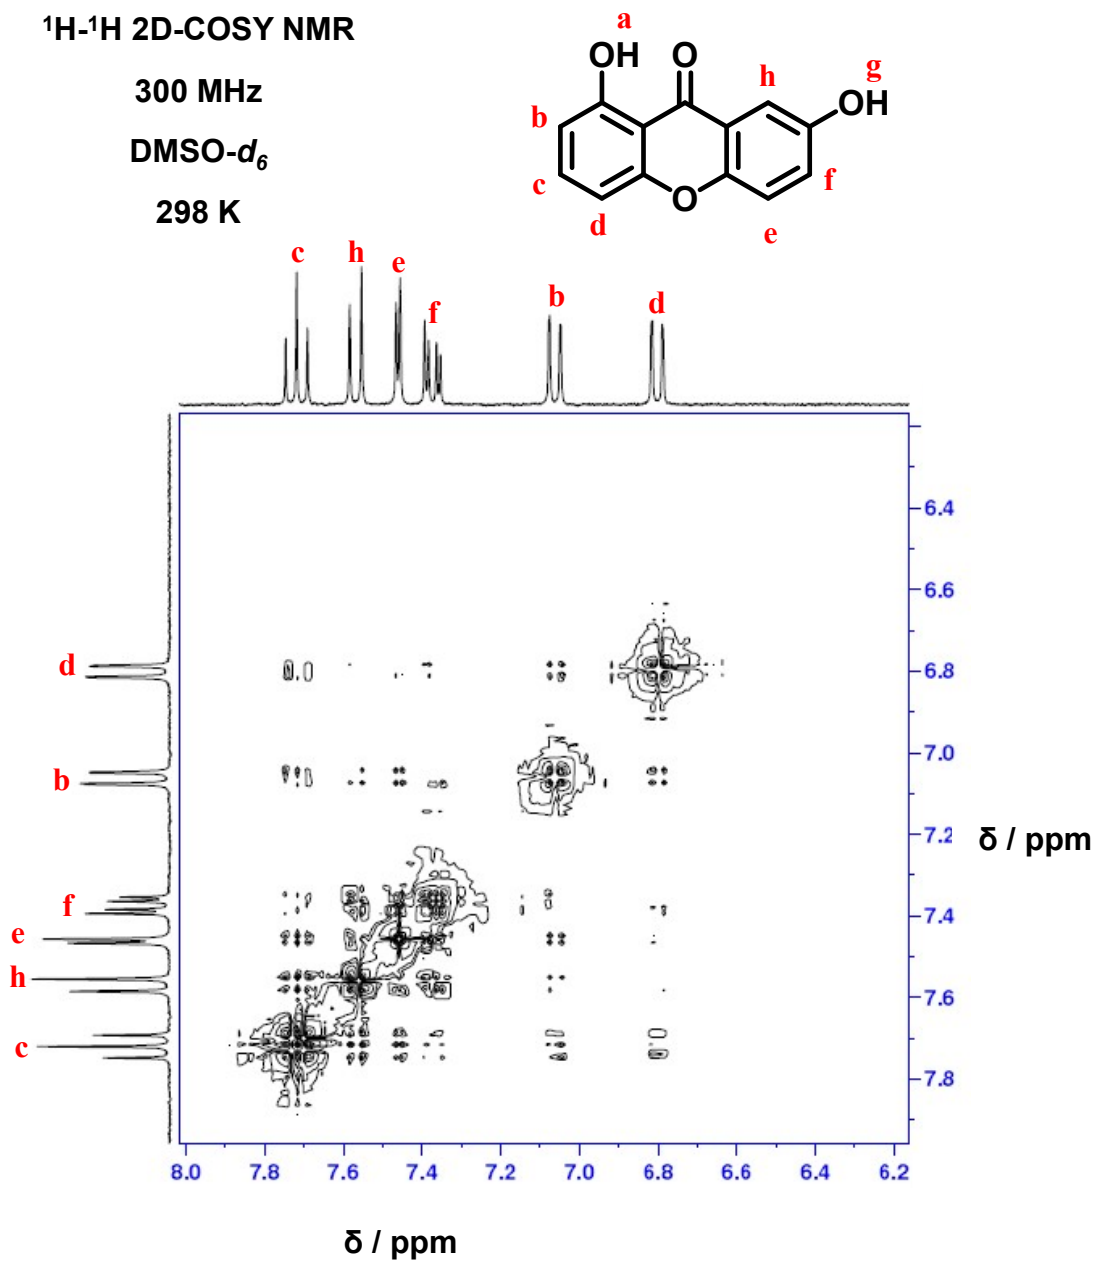 ¹H-¹H 2D-COSY NMR
300 MHz
DMSO-d₆
298 K
a
OH
O
h
g
OH
b
c
d
O
e
f
c
h
e
f
b
d
d
b
f
e
h
c
6.4
6.6
6.8
7.0
7.2
7.4
7.6
7.8
δ / ppm
8.0 7.8 7.6 7.4 7.2 7.0 6.8 6.6 6.4 6.2
δ / ppm